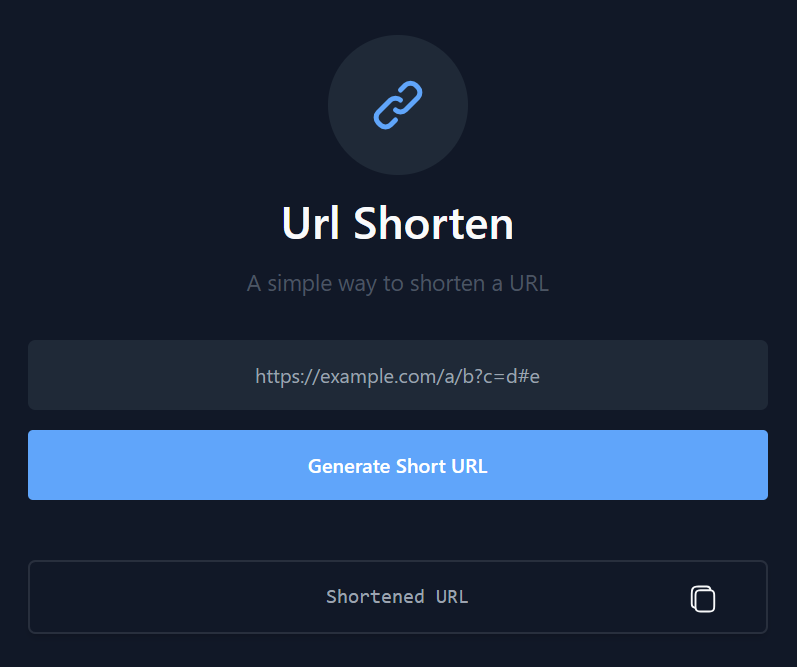 Url Shorten
A simple way to shorten a URL
https://example.com/a/b?c=d#e
Generate Short URL
Shortened URL